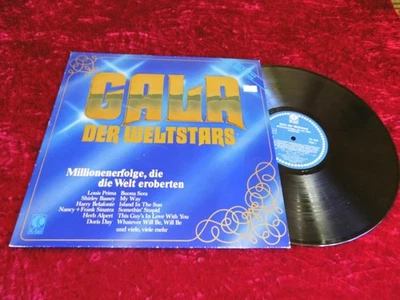 GALA
DER WELTSTARS
Millionenerfolge, die
die Welt eroberten
Louis Prima Buona Sera
Shirley Bassey My Way
Harry Belafonte Island In The Sun
Nancy + Frank Sinatra Somethin' Stupid
Herb Alpert This Guy's In Love With You
Doris Day Whatever Will Be, Will Be
und viele, viele mehr